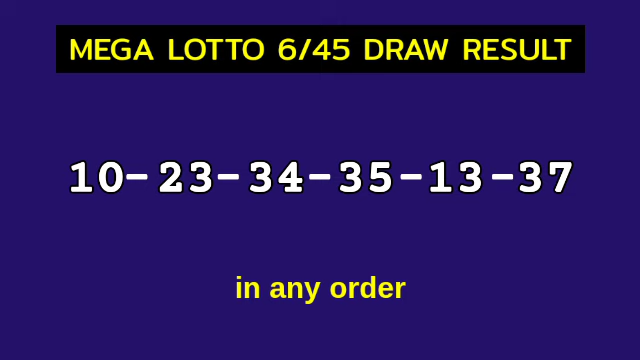 MEGA LOTTO 6/45 DRAW RESULT
10-23-34-35-13-37
in any order